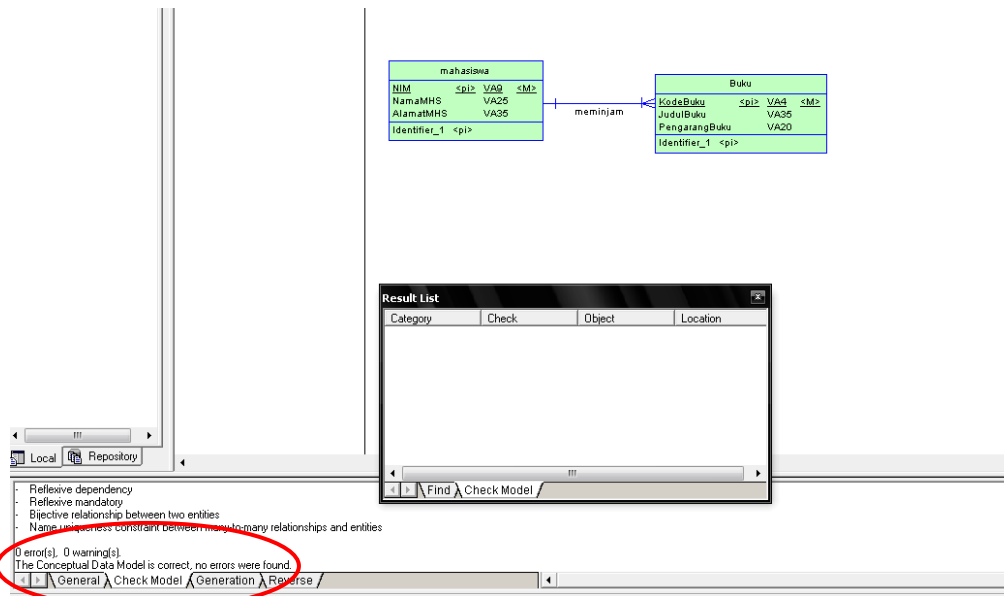 mahasiswa
NIM <pi> VA9 <M>
NamaMHS VA25
AlamatMHS VA35
Identifier_1 <pi>
meminjam
Buku
KodeBuku <pi> VA4 <M>
JudulBuku VA35
PengarangBuku VA20
Identifier_1 <pi>
Result List
Category Check Object Location
Find Check Model
Local Repository
- Reflexive dependency
- Reflexive mandatory
- Bijective relationship between two entities
- Name uniqueness constraint between many-to-many relationships and entities
0 error(s), 0 warning(s).
The Conceptual Data Model is correct, no errors were found.
General Check Model Generation Reverse